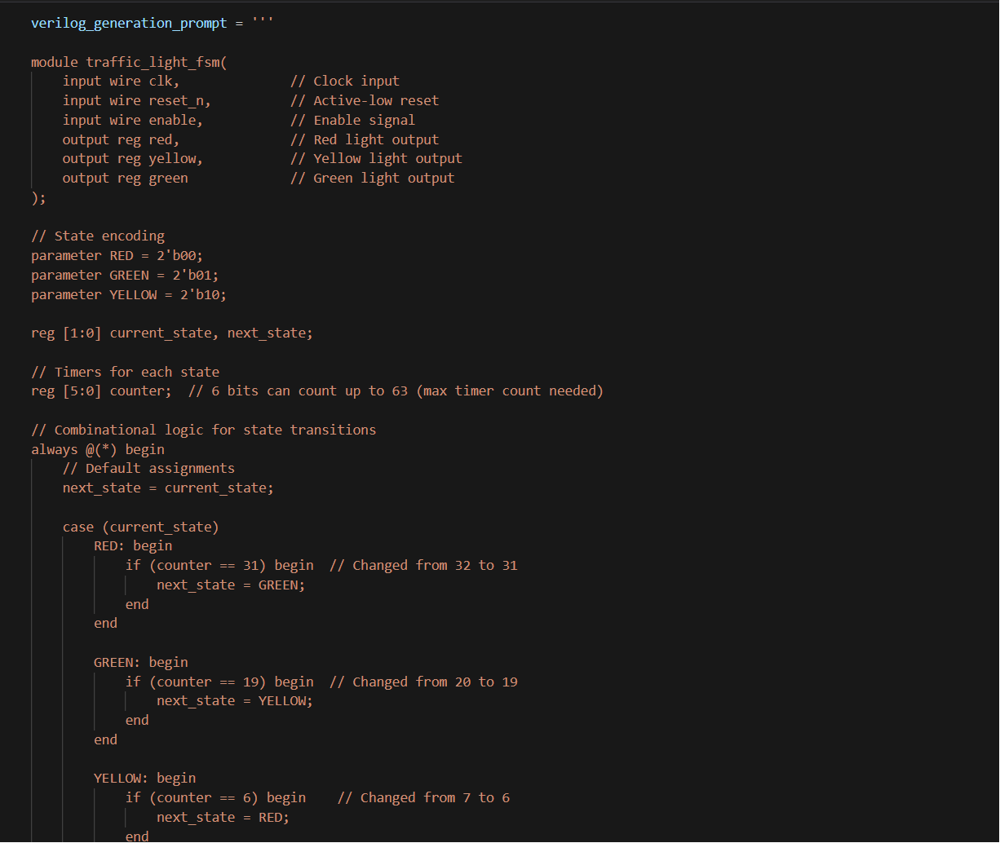 verilog_generation_prompt = '''
module traffic_light_fsm(
    input wire clk,              // Clock input
    input wire reset_n,          // Active-low reset
    input wire enable,           // Enable signal
    output reg red,              // Red light output
    output reg yellow,           // Yellow light output
    output reg green             // Green light output
);
// State encoding
parameter RED = 2'b00;
parameter GREEN = 2'b01;
parameter YELLOW = 2'b10;
reg [1:0] current_state, next_state;
// Timers for each state
reg [5:0] counter;  // 6 bits can count up to 63 (max timer count needed)
// Combinational logic for state transitions
always @(*) begin
    // Default assignments
    next_state = current_state;
    case (current_state)
        RED: begin
            if (counter == 31) begin  // Changed from 32 to 31
                next_state = GREEN;
            end
        end
        GREEN: begin
            if (counter == 19) begin  // Changed from 20 to 19
                next_state = YELLOW;
            end
        end
        YELLOW: begin
            if (counter == 6) begin    // Changed from 7 to 6
                next_state = RED;
            end